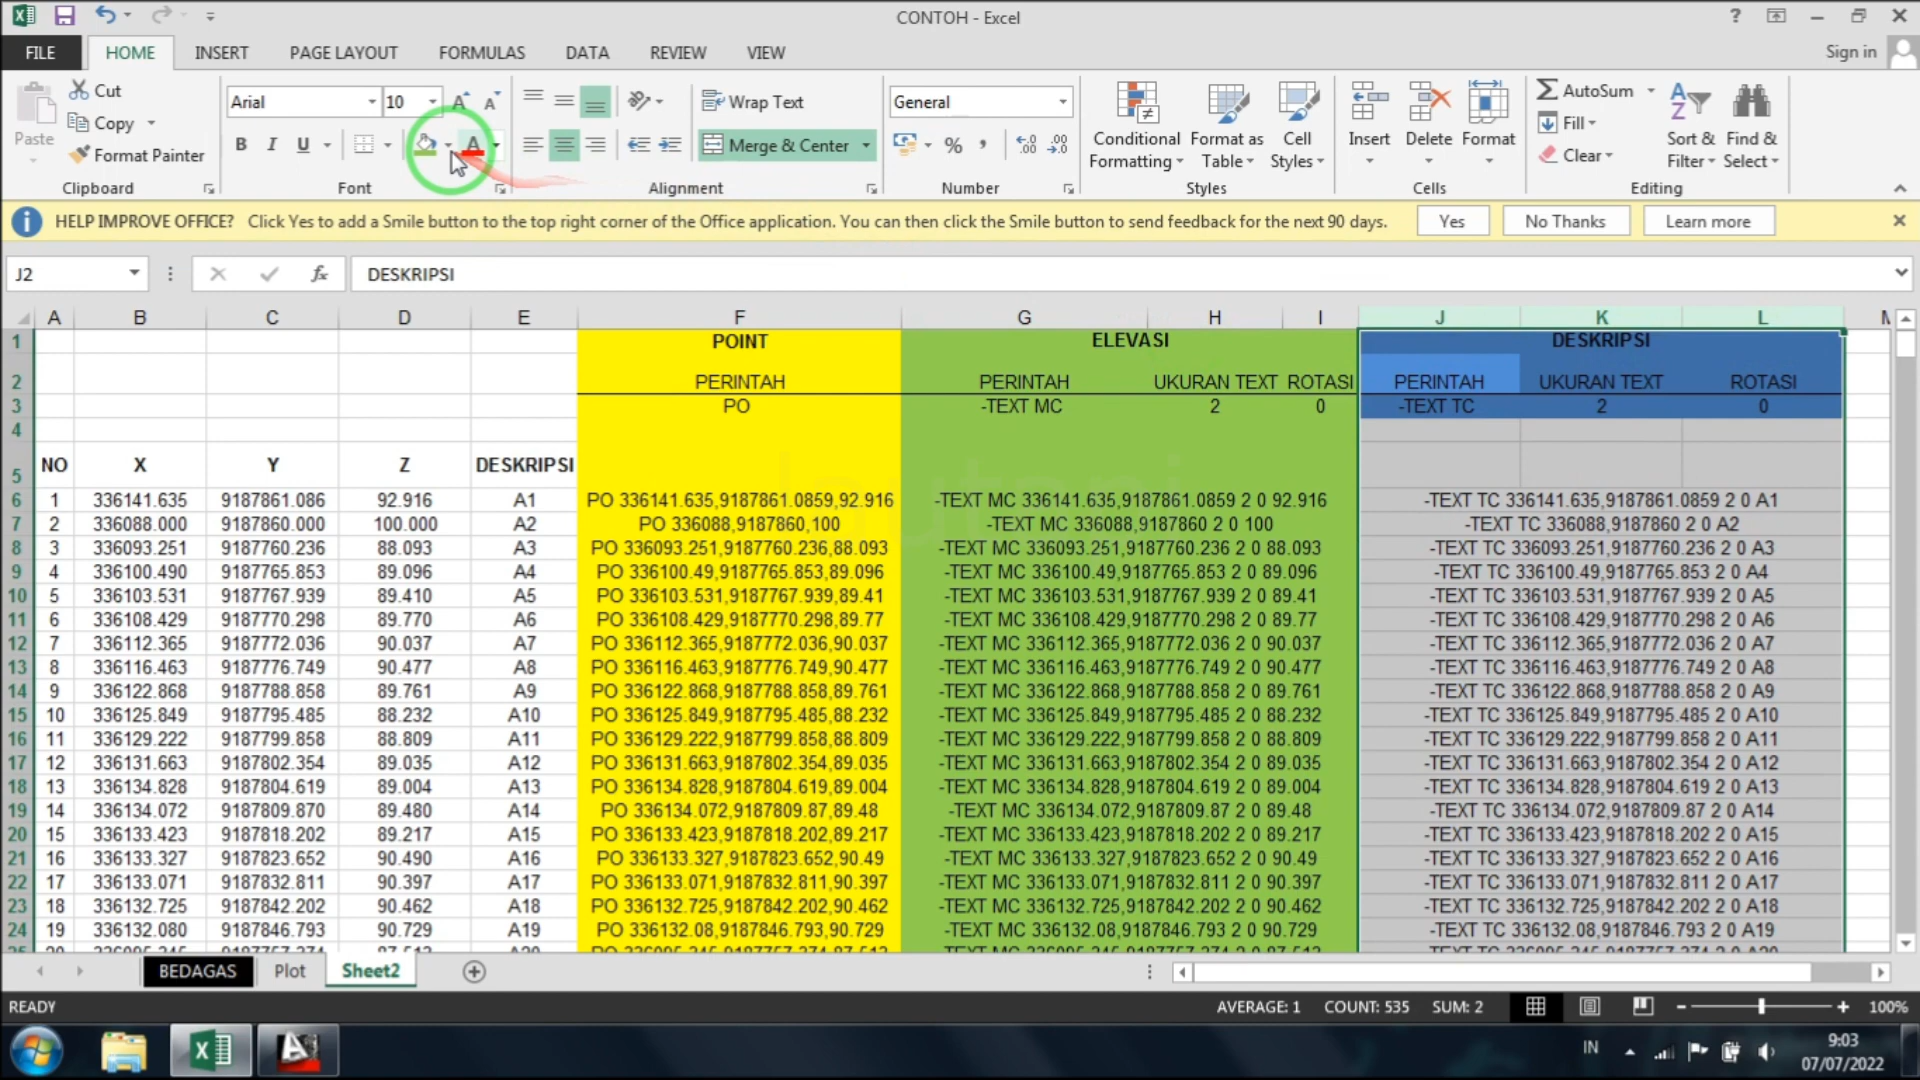 CONTOH - Excel
?
FILE HOME INSERT PAGE LAYOUT FORMULAS DATA REVIEW VIEW
Sign in
Paste
Cut
Copy
Format Painter
Clipboard
Arial 10
B I U
Font
Wrap Text
Merge & Center
Alignment
General
%
Number
Conditional Formatting
Format as Table
Cell Styles
Styles
Insert Delete Format
Cells
AutoSum
Fill
Clear
Sort & Filter
Find & Select
Editing
HELP IMPROVE OFFICE? Click Yes to add a Smile button to the top right corner of the Office application. You can then click the Smile button to send feedback for the next 90 days. Yes No Thanks Learn more
J2 fx DESKRIPSI
A B C D E F G H I J K L M
1 POINT ELEVASI DESKRIPSI
2 PERINTAH PERINTAH UKURAN TEXT ROTASI PERINTAH UKURAN TEXT ROTASI
3 PO -TEXT MC 2 0 -TEXT TC 2 0
4
5 NO X Y Z DESKRIPSI
6 1 336141.635 9187861.086 92.916 A1 PO 336141.635,9187861.0859,92.916 -TEXT MC 336141.635,9187861.0859 2 0 92.916 -TEXT TC 336141.635,9187861.0859 2 0 A1
7 2 336088.000 9187860.000 100.000 A2 PO 336088,9187860,100 -TEXT MC 336088,9187860 2 0 100 -TEXT TC 336088,9187860 2 0 A2
8 3 336093.251 9187760.236 88.093 A3 PO 336093.251,9187760.236,88.093 -TEXT MC 336093.251,9187760.236 2 0 88.093 -TEXT TC 336093.251,9187760.236 2 0 A3
9 4 336100.490 9187765.853 89.096 A4 PO 336100.49,9187765.853,89.096 -TEXT MC 336100.49,9187765.853 2 0 89.096 -TEXT TC 336100.49,9187765.853 2 0 A4
10 5 336103.531 9187767.939 89.410 A5 PO 336103.531,9187767.939,89.41 -TEXT MC 336103.531,9187767.939 2 0 89.41 -TEXT TC 336103.531,9187767.939 2 0 A5
11 6 336108.429 9187770.298 89.770 A6 PO 336108.429,9187770.298,89.77 -TEXT MC 336108.429,9187770.298 2 0 89.77 -TEXT TC 336108.429,9187770.298 2 0 A6
12 7 336112.365 9187772.036 90.037 A7 PO 336112.365,9187772.036,90.037 -TEXT MC 336112.365,9187772.036 2 0 90.037 -TEXT TC 336112.365,9187772.036 2 0 A7
13 8 336116.463 9187776.749 90.477 A8 PO 336116.463,9187776.749,90.477 -TEXT MC 336116.463,9187776.749 2 0 90.477 -TEXT TC 336116.463,9187776.749 2 0 A8
14 9 336122.868 9187788.858 89.761 A9 PO 336122.868,9187788.858,89.761 -TEXT MC 336122.868,9187788.858 2 0 89.761 -TEXT TC 336122.868,9187788.858 2 0 A9
15 10 336125.849 9187795.485 88.232 A10 PO 336125.849,9187795.485,88.232 -TEXT MC 336125.849,9187795.485 2 0 88.232 -TEXT TC 336125.849,9187795.485 2 0 A10
16 11 336129.222 9187799.858 88.809 A11 PO 336129.222,9187799.858,88.809 -TEXT MC 336129.222,9187799.858 2 0 88.809 -TEXT TC 336129.222,9187799.858 2 0 A11
17 12 336131.663 9187802.354 89.035 A12 PO 336131.663,9187802.354,89.035 -TEXT MC 336131.663,9187802.354 2 0 89.035 -TEXT TC 336131.663,9187802.354 2 0 A12
18 13 336134.828 9187804.619 89.004 A13 PO 336134.828,9187804.619,89.004 -TEXT MC 336134.828,9187804.619 2 0 89.004 -TEXT TC 336134.828,9187804.619 2 0 A13
19 14 336134.072 9187809.870 89.480 A14 PO 336134.072,9187809.87,89.48 -TEXT MC 336134.072,9187809.87 2 0 89.48 -TEXT TC 336134.072,9187809.87 2 0 A14
20 15 336133.423 9187818.202 89.217 A15 PO 336133.423,9187818.202,89.217 -TEXT MC 336133.423,9187818.202 2 0 89.217 -TEXT TC 336133.423,9187818.202 2 0 A15
21 16 336133.327 9187823.652 90.490 A16 PO 336133.327,9187823.652,90.49 -TEXT MC 336133.327,9187823.652 2 0 90.49 -TEXT TC 336133.327,9187823.652 2 0 A16
22 17 336133.071 9187832.811 90.397 A17 PO 336133.071,9187832.811,90.397 -TEXT MC 336133.071,9187832.811 2 0 90.397 -TEXT TC 336133.071,9187832.811 2 0 A17
23 18 336132.725 9187842.202 90.462 A18 PO 336132.725,9187842.202,90.462 -TEXT MC 336132.725,9187842.202 2 0 90.462 -TEXT TC 336132.725,9187842.202 2 0 A18
24 19 336132.080 9187846.793 90.729 A19 PO 336132.08,9187846.793,90.729 -TEXT MC 336132.08,9187846.793 2 0 90.729 -TEXT TC 336132.08,9187846.793 2 0 A19
BEDAGAS Plot Sheet2
READY AVERAGE: 1 COUNT: 535 SUM: 2 100%
IN 9:03
07/07/2022